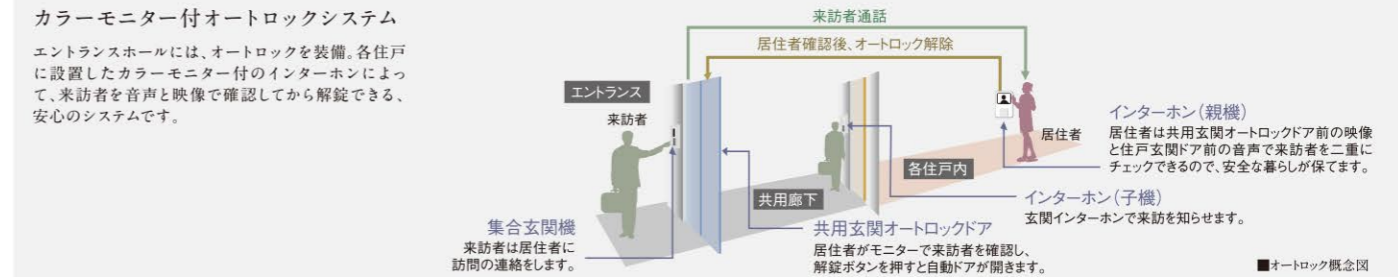 カラーモニター付オートロックシステム
エントランスホールには、オートロックを装備。各住戸
に設置したカラーモニター付のインターホンによっ
て、来訪者を音声と映像で確認してから解錠できる、
安心のシステムです。
来訪者通話
居住者確認後、オートロック解除
エントランス
来訪者
居住者
インターホン（親機）
居住者は共用玄関オートロックドア前の映像
と住戸玄関ドア前の音声で来訪者を二重に
チェックできるので、安全な暮らしが保てます。
各住戸内
共用廊下
インターホン（子機）
玄関インターホンで来訪を知らせます。
集合玄関機
来訪者は居住者に
訪問の連絡をします。
共用玄関オートロックドア
居住者がモニターで来訪者を確認し、
解錠ボタンを押すと自動ドアが開きます。
■オートロック概念図